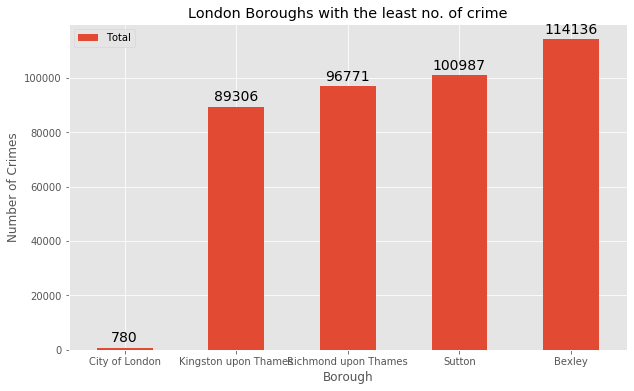 London Boroughs with the least no. of crime
Total
114136
100987
96771
89306
780
100000
80000
60000
40000
20000
0
Number of Crimes
City of London
Kingston upon Thames
Richmond upon Thames
Sutton
Bexley
Borough